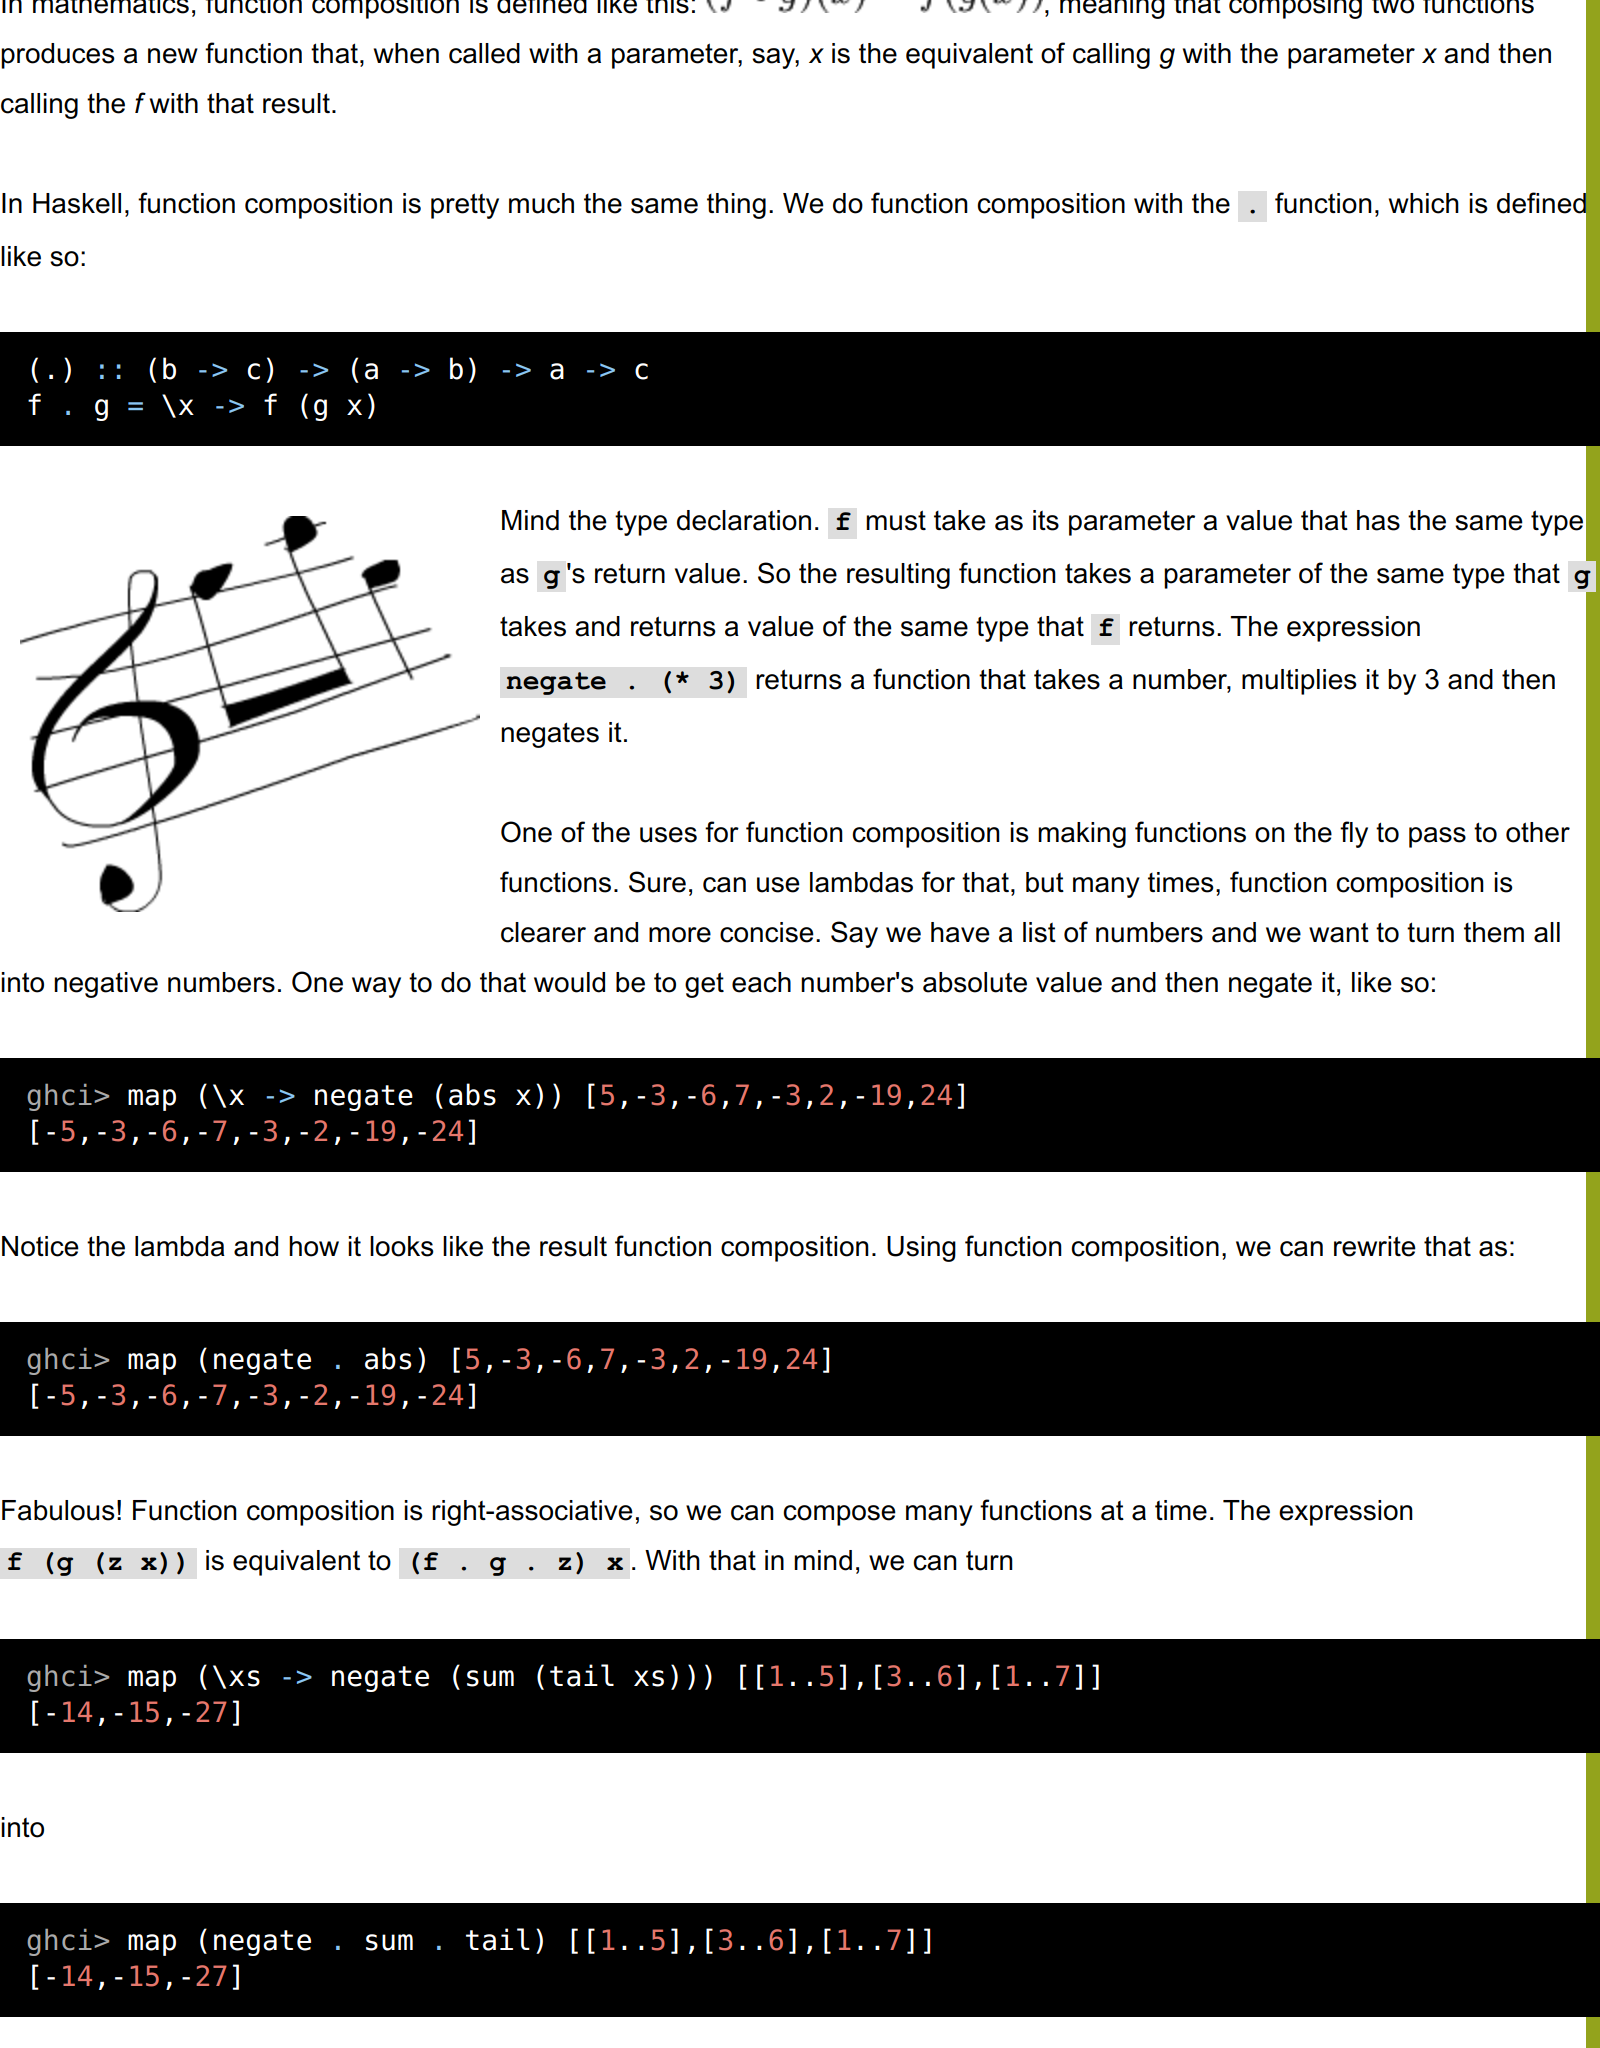 In mathematics, function composition is defined like this: , meaning that composing two functions
produces a new function that, when called with a parameter, say, x is the equivalent of calling g with the parameter x and then
calling the f with that result.
In Haskell, function composition is pretty much the same thing. We do function composition with the . function, which is defined
like so:
(.) :: (b -> c) -> (a -> b) -> a -> c
f . g = \x -> f (g x)
Mind the type declaration. f must take as its parameter a value that has the same type
as g's return value. So the resulting function takes a parameter of the same type that g
takes and returns a value of the same type that f returns. The expression
negate . (* 3) returns a function that takes a number, multiplies it by 3 and then
negates it.
One of the uses for function composition is making functions on the fly to pass to other
functions. Sure, can use lambdas for that, but many times, function composition is
clearer and more concise. Say we have a list of numbers and we want to turn them all
into negative numbers. One way to do that would be to get each number's absolute value and then negate it, like so:
ghci> map (\x -> negate (abs x)) [5,-3,-6,7,-3,2,-19,24]
[-5,-3,-6,-7,-3,-2,-19,-24]
Notice the lambda and how it looks like the result function composition. Using function composition, we can rewrite that as:
ghci> map (negate . abs) [5,-3,-6,7,-3,2,-19,24]
[-5,-3,-6,-7,-3,-2,-19,-24]
Fabulous! Function composition is right-associative, so we can compose many functions at a time. The expression
f (g (z x)) is equivalent to (f . g . z) x. With that in mind, we can turn
ghci> map (\xs -> negate (sum (tail xs))) [[1..5],[3..6],[1..7]]
[-14,-15,-27]
into
ghci> map (negate . sum . tail) [[1..5],[3..6],[1..7]]
[-14,-15,-27]